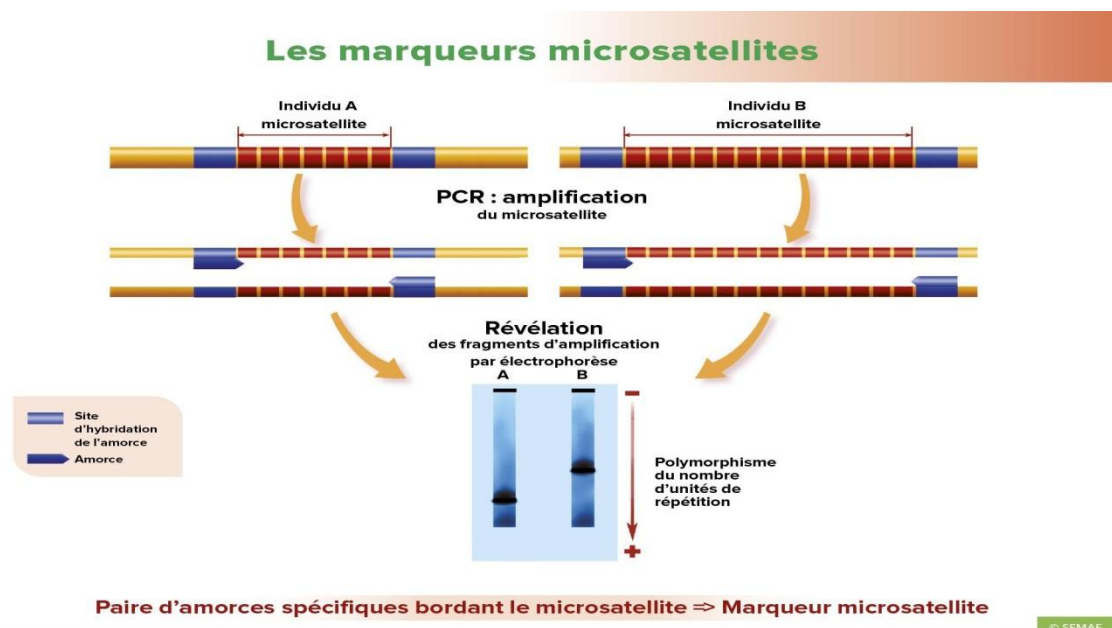 Les marqueurs microsatellites
Individu A
microsatellite
Individu B
microsatellite
PCR : amplification
du microsatellite
Révélation
des fragments d'amplification
par électrophorèse
A
B
−
+
Polymorphisme
du nombre
d'unités de
répétition
Site
d'hybridation
de l'amorce
Amorce
Paire d'amorces spécifiques bordant le microsatellite ⇒ Marqueur microsatellite
© SEMAE